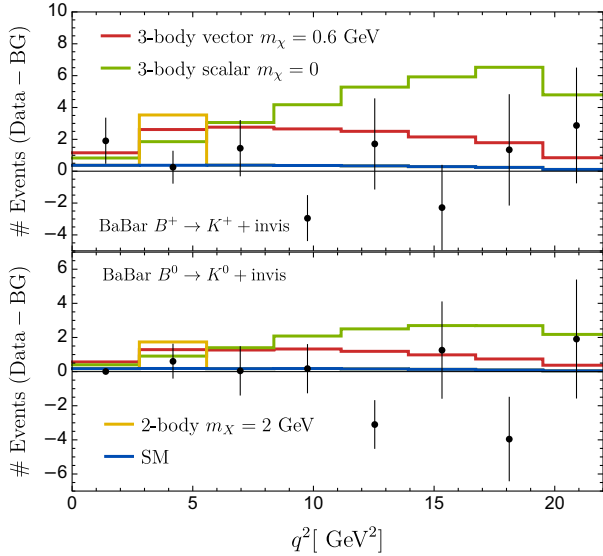 10
8
6
4
2
0
−2
−4
# Events (Data − BG)
3-body vector mχ = 0.6 GeV
3-body scalar mχ = 0
BaBar B⁺ → K⁺ + invis
6
4
2
0
−2
−4
−6
# Events (Data − BG)
BaBar B⁰ → K⁰ + invis
2-body m_X = 2 GeV
SM
0 5 10 15 20
q²[ GeV²]